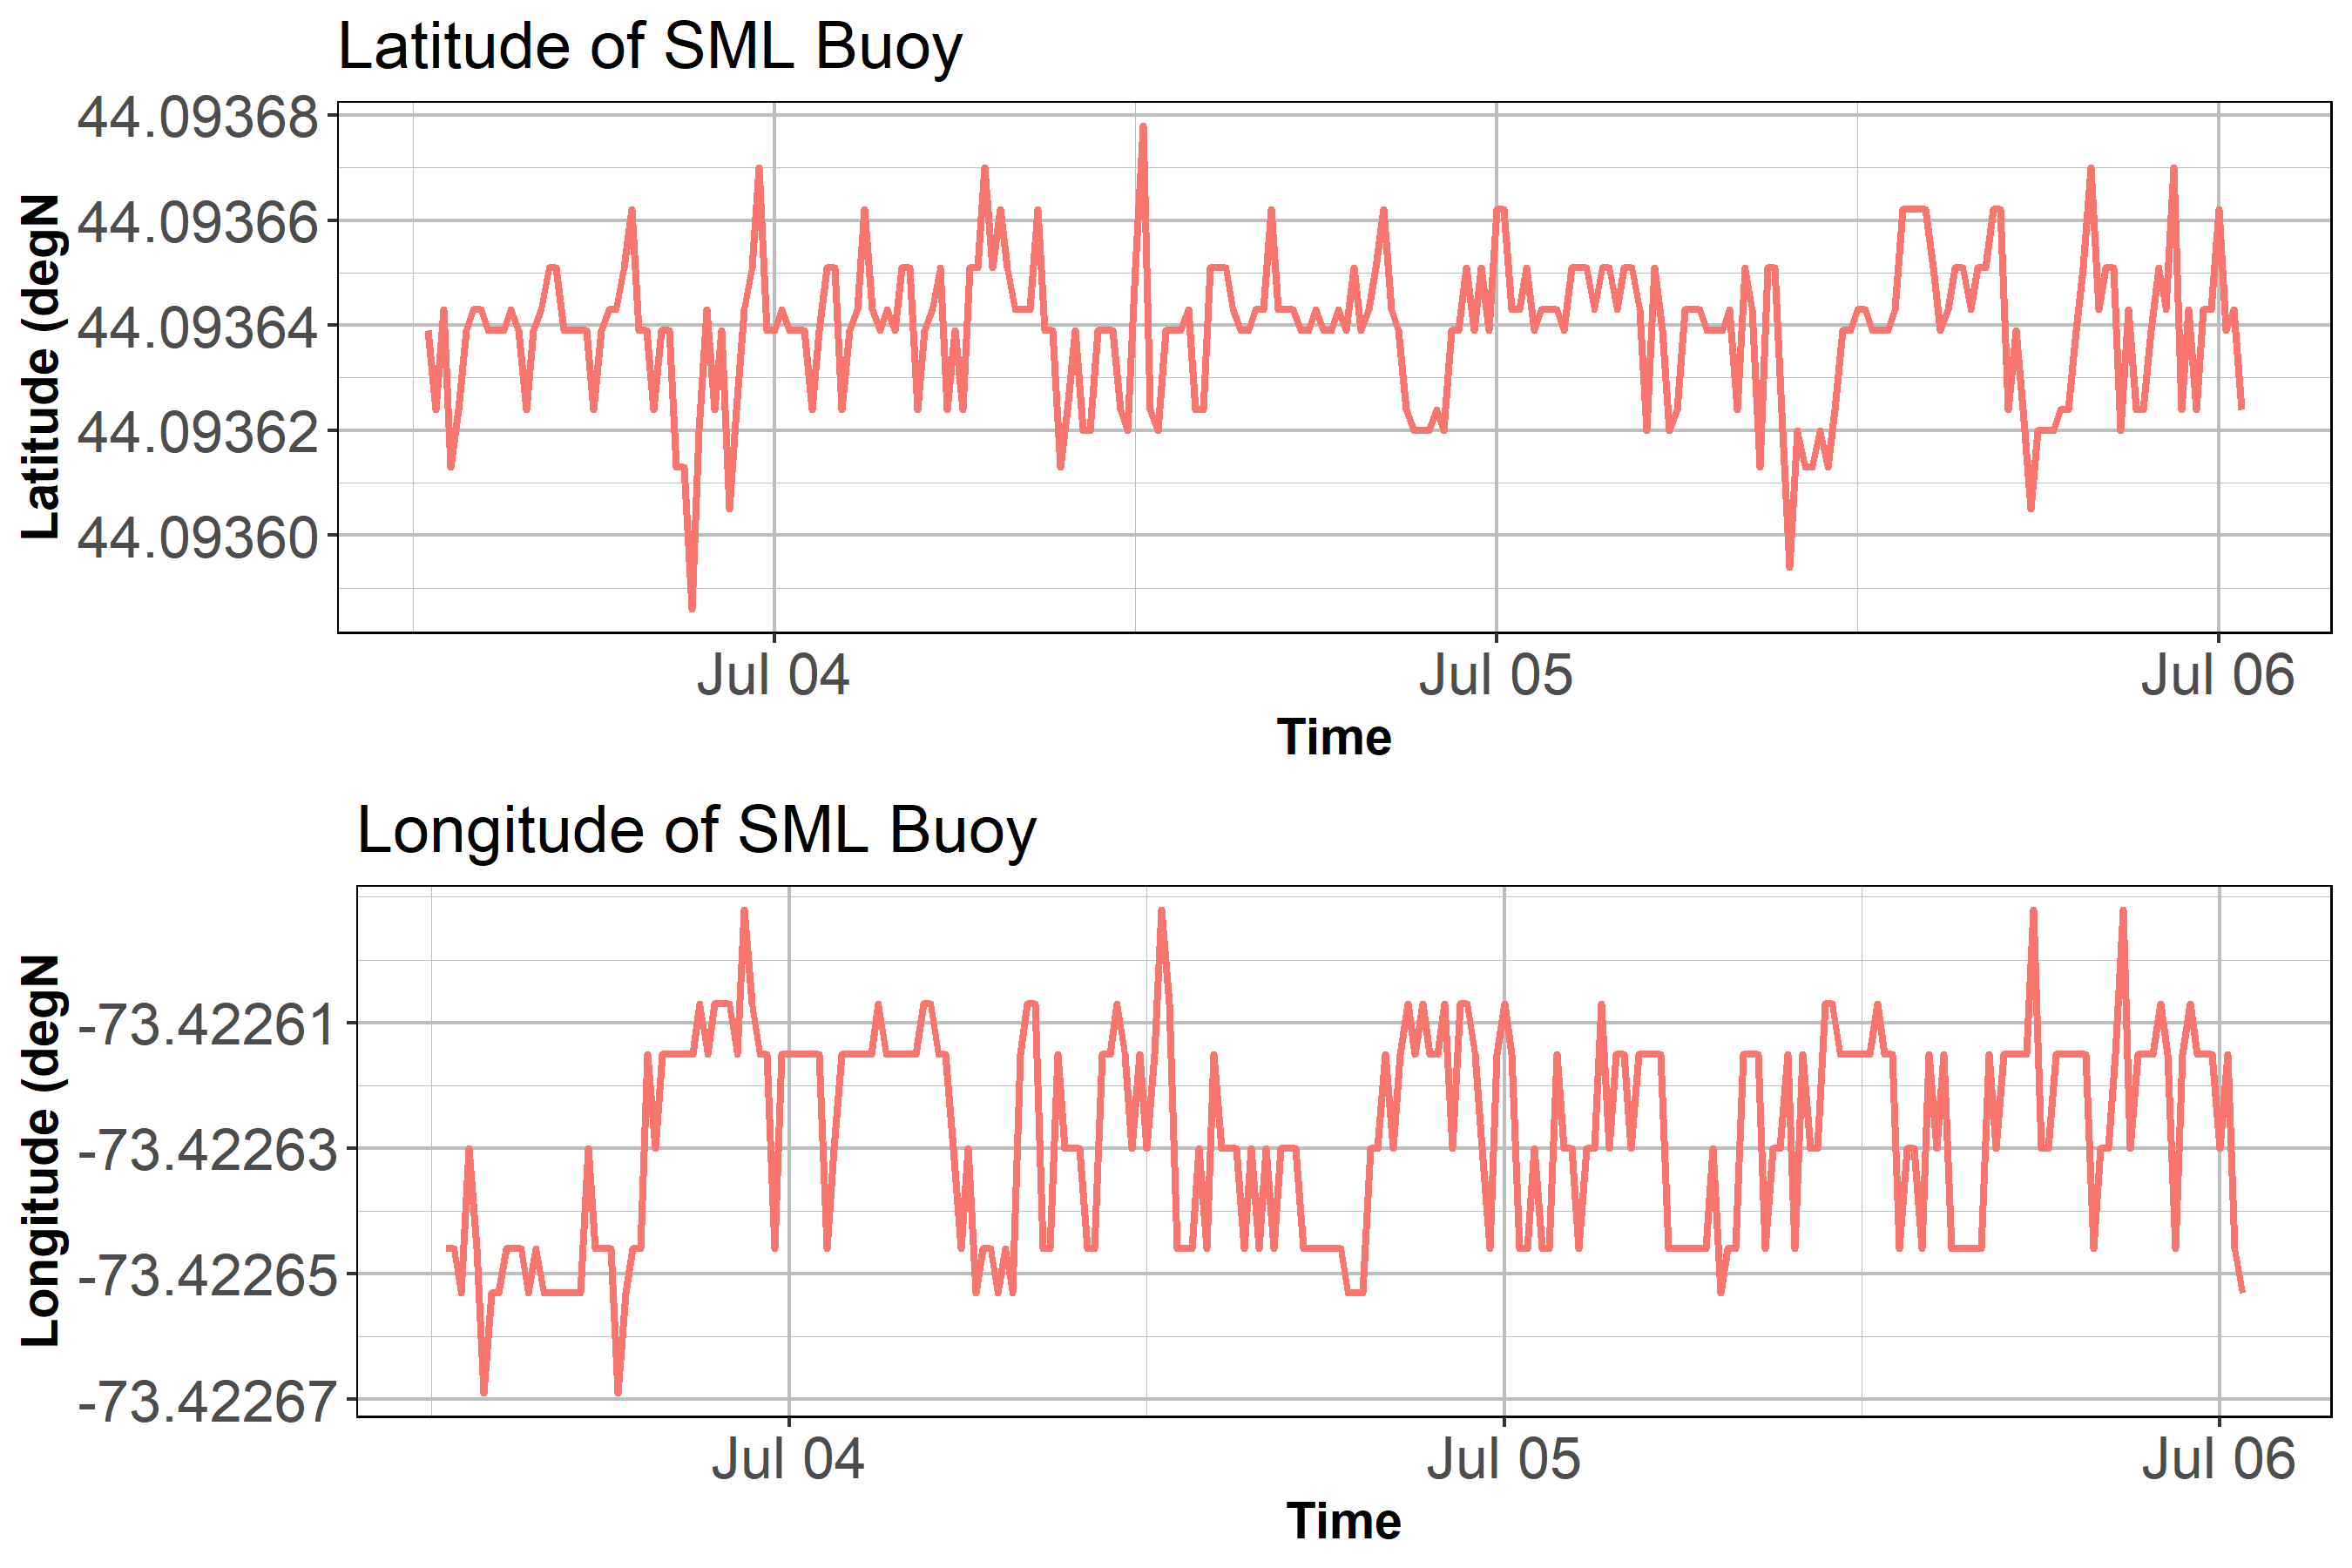 Latitude of SML Buoy
44.09368
44.09366
44.09364
44.09362
44.09360
Latitude (degN
Jul 04
Jul 05
Jul 06
Time
Longitude of SML Buoy
-73.42261
-73.42263
-73.42265
-73.42267
Longitude (degN
Jul 04
Jul 05
Jul 06
Time